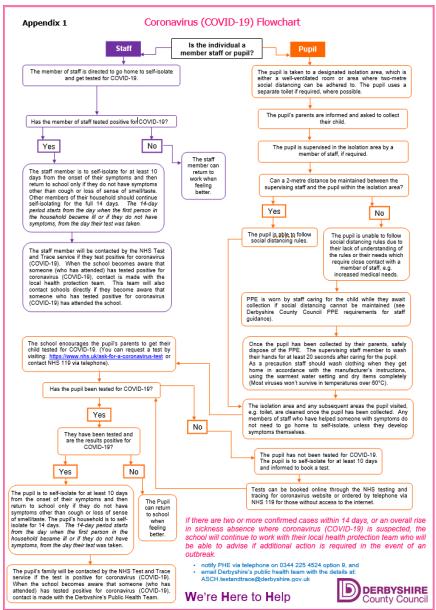 Appendix 1
Coronavirus (COVID-19) Flowchart
Is the individual a
member staff or pupil?
Staff
Pupil
The member of staff is directed to go home to self-isolate
and get tested for COVID-19.
Has the member of staff tested positive for COVID-19?
Yes
No
The staff
member can
return to
work when
feeling
better.
The staff member is to self-isolate for at least 10
days from the onset of their symptoms and then
return to school only if they do not have symptoms
other than cough or loss of sense of smell/taste.
Other members of their household should continue
self-isolating for the full 14 days. The 14-day
period starts from the day when the first person in
the household became ill or if they do not have
symptoms, from the day their test was taken.
The staff member will be contacted by the NHS Test
and Trace service if they test positive for coronavirus
(COVID-19). When the school becomes aware that
someone (who has attended) has tested positive for
coronavirus (COVID-19), contact is made with the
local health protection team. This team will also
contact schools directly if they become aware that
someone who has tested positive for coronavirus
(COVID-19) has attended the school.
The pupil is taken to a designated isolation area, which is
either a well-ventilated room or area where two-metre
social distancing can be adhered to. The pupil uses a
separate toilet if required, where possible.
The pupil's parents are informed and asked to collect
their child.
The pupil is supervised in the isolation area by a
member of staff, if required.
Can a 2-metre distance be maintained between the
supervising staff and the pupil within the isolation area?
Yes
No
The pupil is able to follow
social distancing rules.
The pupil is unable to follow
social distancing rules due to
their lack of understanding of
the rules or their needs which
require close contact with a
member of staff, e.g.
increased medical needs.
PPE is worn by staff caring for the child while they await
collection if social distancing cannot be maintained (see
Derbyshire County Council PPE requirements for staff
guidance).
Once the pupil has been collected by their parents, safely
dispose of the PPE. The supervising staff member to wash
their hands for at least 20 seconds after caring for the pupil.
As a precaution staff should wash clothing when they get
home in accordance with the manufacturer's instructions,
using the warmest water setting and dry items completely
(Most viruses won't survive in temperatures over 60°C).
The isolation area and any subsequent areas the pupil visited,
e.g. toilet, are cleaned once the pupil has been collected. Any
members of staff who have helped someone with symptoms do
not need to go home to self-isolate, unless they develop
symptoms themselves.
The school encourages the pupil's parents to get their
child tested for COVID-19. (You can request a test by
visiting: https://www.nhs.uk/ask-for-a-coronavirus-test or
contact NHS 119 via telephone).
Has the pupil been tested for COVID-19?
Yes
No
They have been tested and
are the results positive for
COVID-19?
Yes
No
The pupil has not been tested for COVID-19.
The pupil is to self-isolate for at least 10 days
and informed to book a test.
Tests can be booked online through the NHS testing and
tracing for coronavirus website or ordered by telephone via
NHS 119 for those without access to the internet.
The pupil is to self-isolate for at least 10 days
from the onset of their symptoms and then
return to school only if they do not have
symptoms other than cough or loss of sense
of smell/taste. The pupil's household is to self-
isolate for 14 days. The 14-day period starts
from the day when the first person in the
household became ill or if they do not have
symptoms, from the day their test was taken.
The Pupil
can return
to school
when
feeling
better.
The pupil's family will be contacted by the NHS Test and Trace
service if the test is positive for coronavirus (COVID-19).
When the school becomes aware that someone (who has
attended) has tested positive for coronavirus (COVID-19),
contact is made with the Derbyshire's Public Health Team.
If there are two or more confirmed cases within 14 days, or an overall rise
in sickness absence where coronavirus (COVID-19) is suspected, the
school will continue to work with their local health protection team who will
be able to advise if additional action is required in the event of an
outbreak.
• notify PHE via telephone on 0344 225 4524 option 8, and
• email Derbyshire's public health team with the details at:
ASCH.testandtrace@derbyshire.gov.uk
We're Here to Help
DERBYSHIRE
County Council